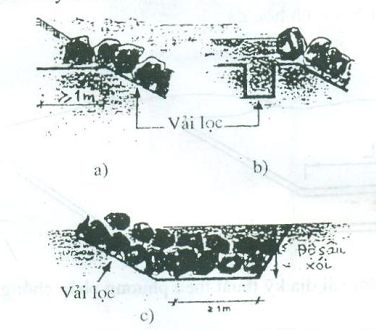 >1m
Vải lọc
a)
b)
Độ sâu
xói
Vải lọc
≥1m
c)